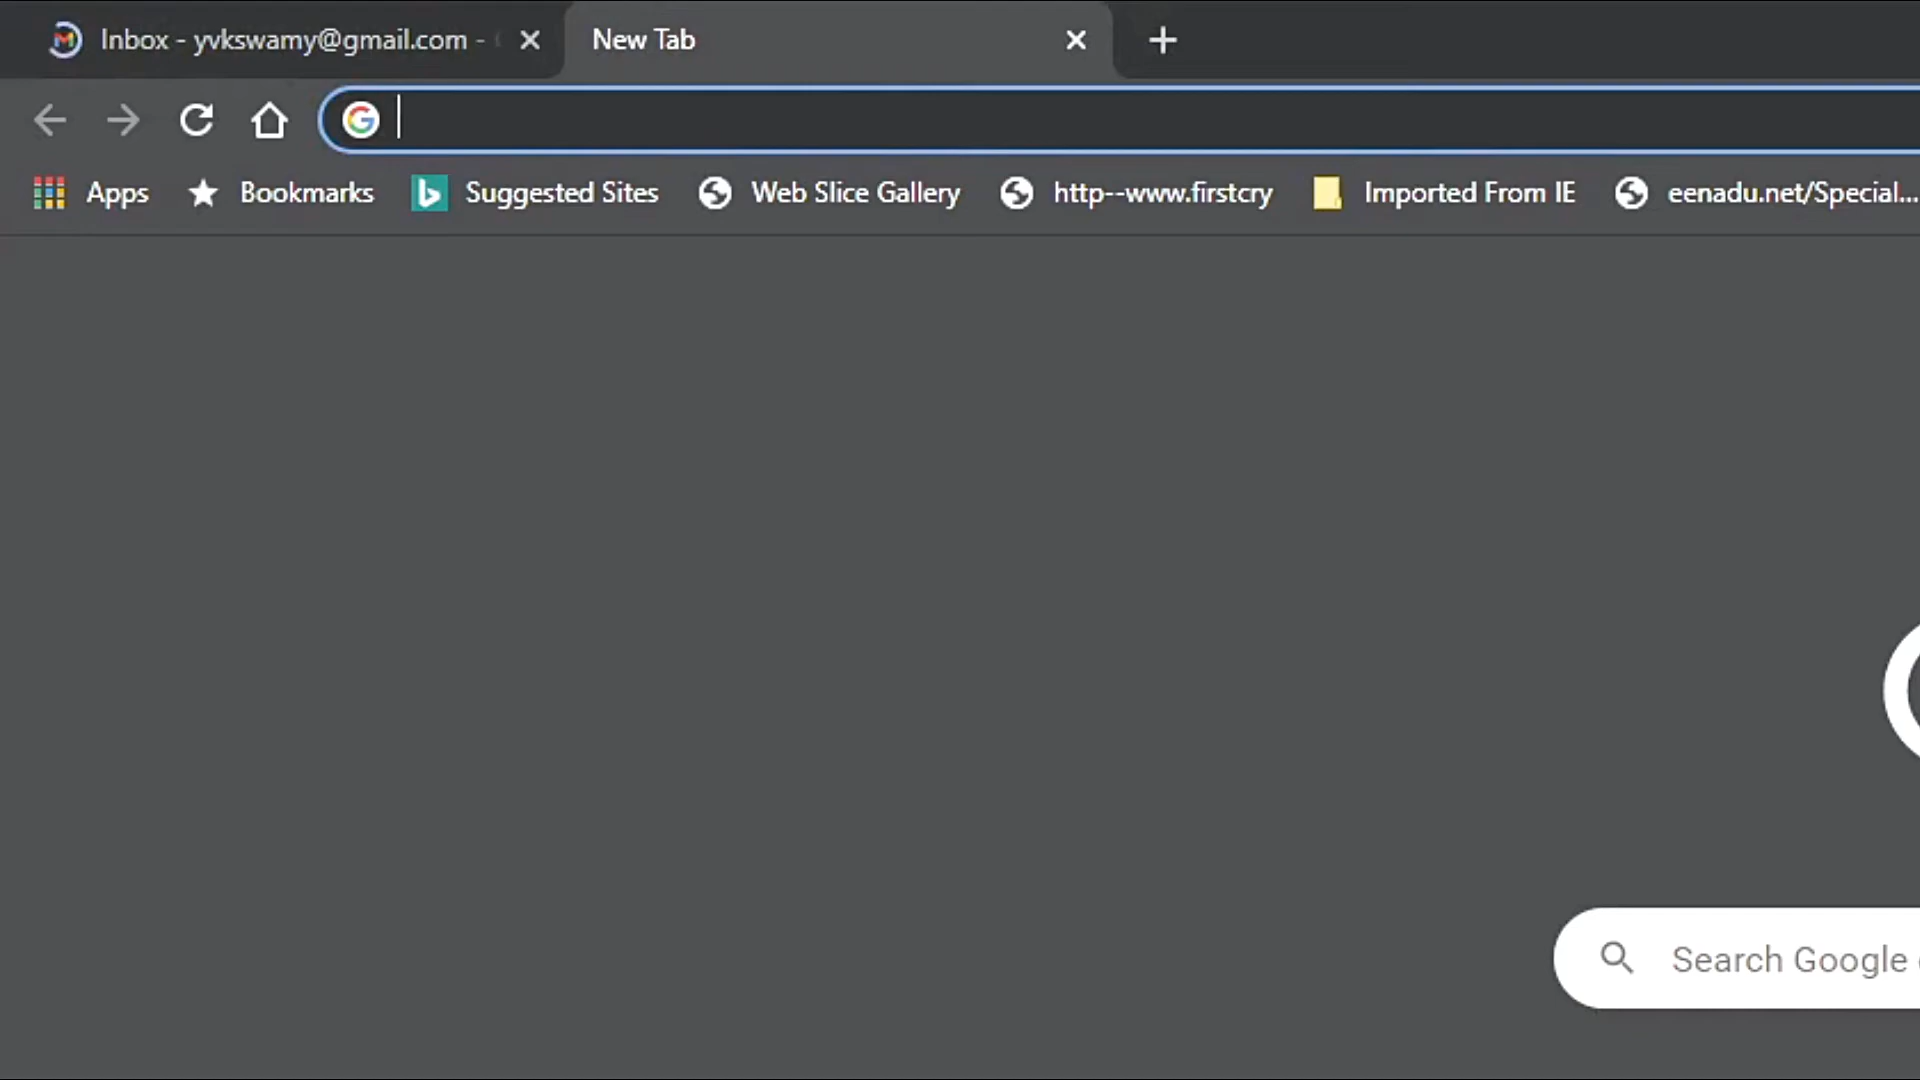 Inbox - yvkswamy@gmail.com -
New Tab
Apps
Bookmarks
Suggested Sites
Web Slice Gallery
http--www.firstcry
Imported From IE
eenadu.net/Special...
Search Google